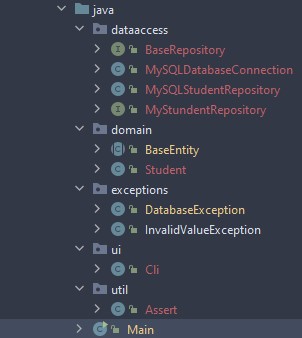 java
dataaccess
BaseRepository
MySQLDatabaseConnection
MySQLStudentRepository
MyStundentRepository
domain
BaseEntity
Student
exceptions
DatabaseException
InvalidValueException
ui
Cli
util
Assert
Main